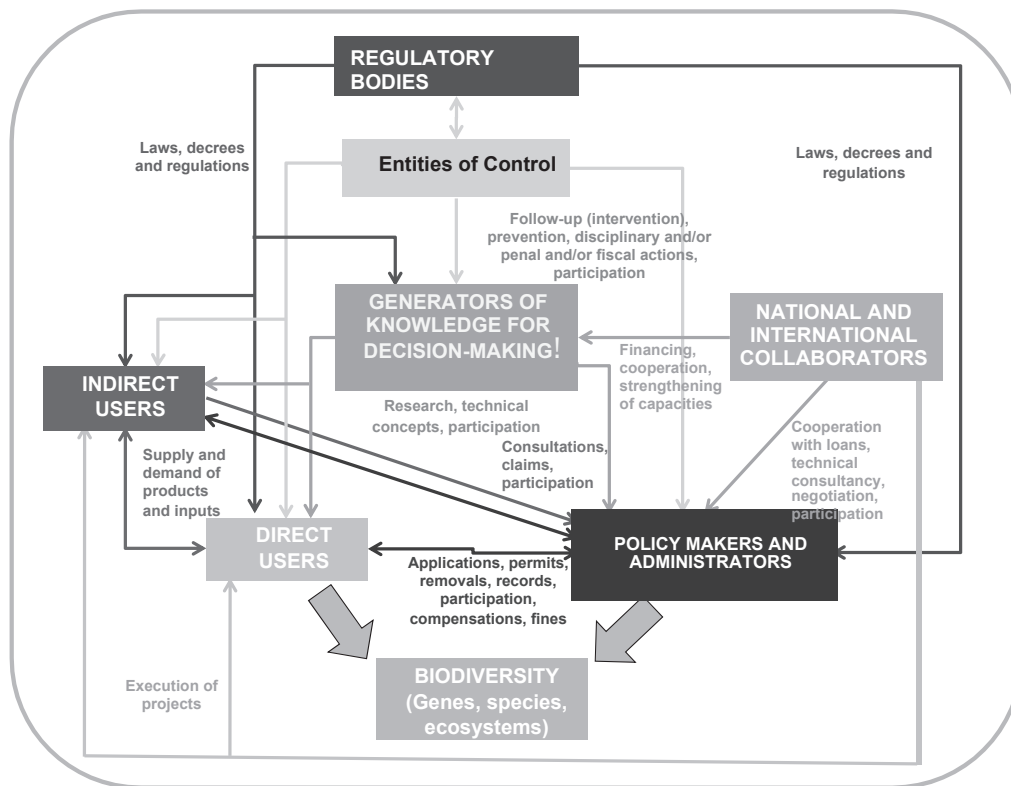 REGULATORY
BODIES
Laws, decrees
and regulations
Entities of Control
Laws, decrees and
regulations
Follow-up (intervention),
prevention, disciplinary and/or
penal and/or fiscal actions,
participation
GENERATORS OF
KNOWLEDGE FOR
DECISION-MAKING!
NATIONAL AND
INTERNATIONAL
COLLABORATORS
Financing,
cooperation,
strengthening
of capacities
INDIRECT
USERS
Research, technical
concepts, participation
Consultations,
claims,
participation
Cooperation
with loans,
technical
consultancy,
negotiation,
participation
Supply and
demand of
products
and inputs
DIRECT
USERS
POLICY MAKERS AND
ADMINISTRATORS
Applications, permits,
removals, records,
participation,
compensations, fines
BIODIVERSITY
(Genes, species,
ecosystems)
Execution of
projects